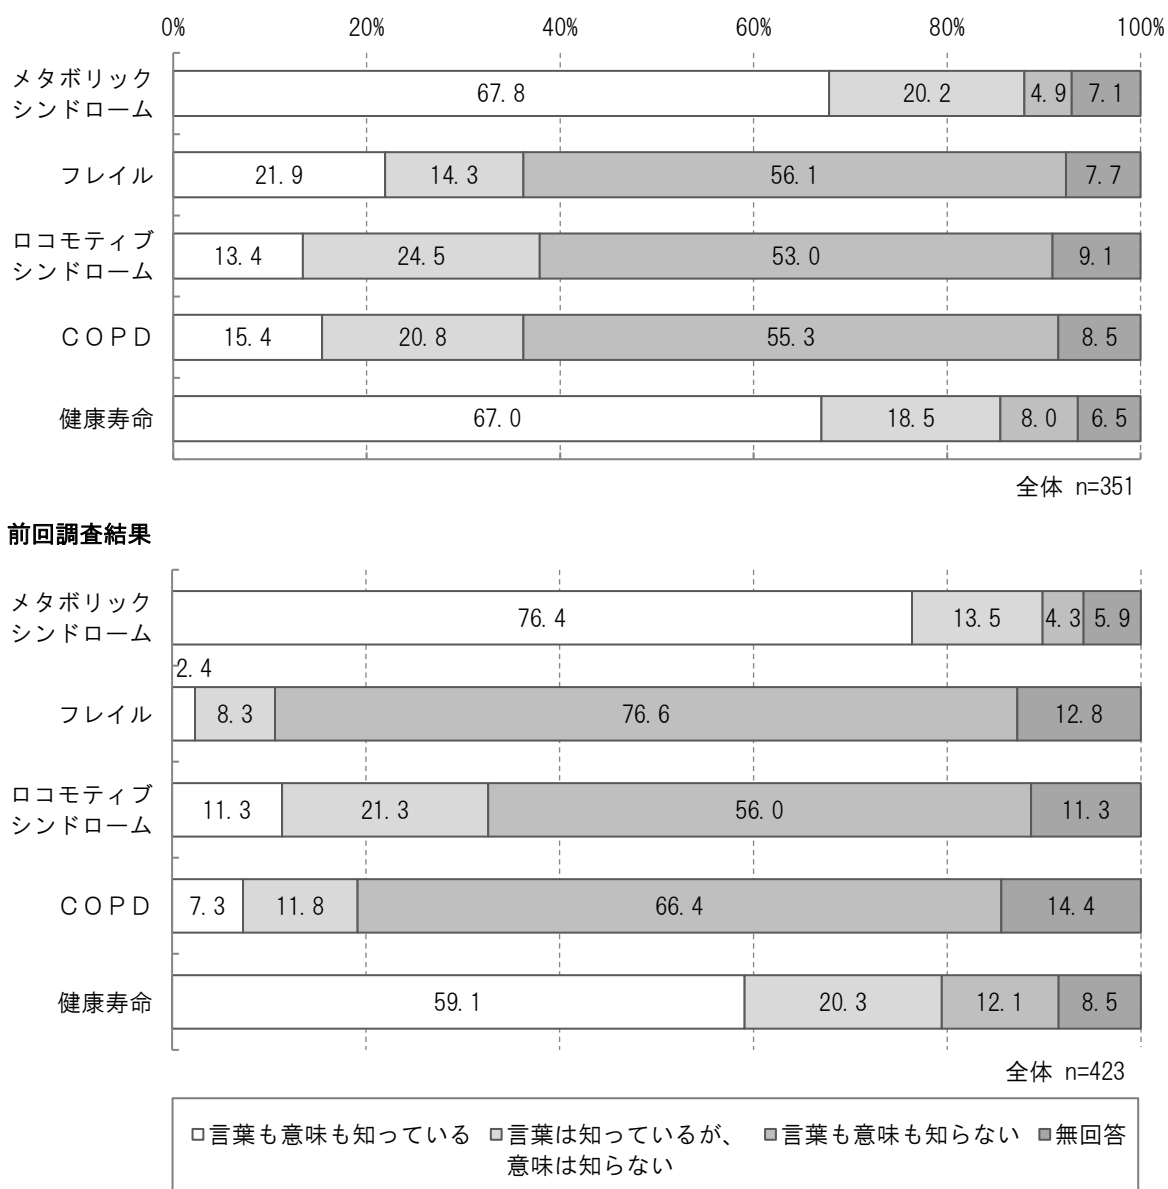 0% 20% 40% 60% 80% 100%
メタボリック
シンドローム
67.8 20.2 4.9 7.1
フレイル 21.9 14.3 56.1 7.7
ロコモティブ
シンドローム
13.4 24.5 53.0 9.1
ＣＯＰＤ 15.4 20.8 55.3 8.5
健康寿命 67.0 18.5 8.0 6.5
全体 n=351
前回調査結果
メタボリック
シンドローム
76.4 13.5 4.3 5.9
2.4
フレイル 8.3 76.6 12.8
ロコモティブ
シンドローム
11.3 21.3 56.0 11.3
ＣＯＰＤ 7.3 11.8 66.4 14.4
健康寿命 59.1 20.3 12.1 8.5
全体 n=423
言葉も意味も知っている 言葉は知っているが、 言葉も意味も知らない 無回答
意味は知らない